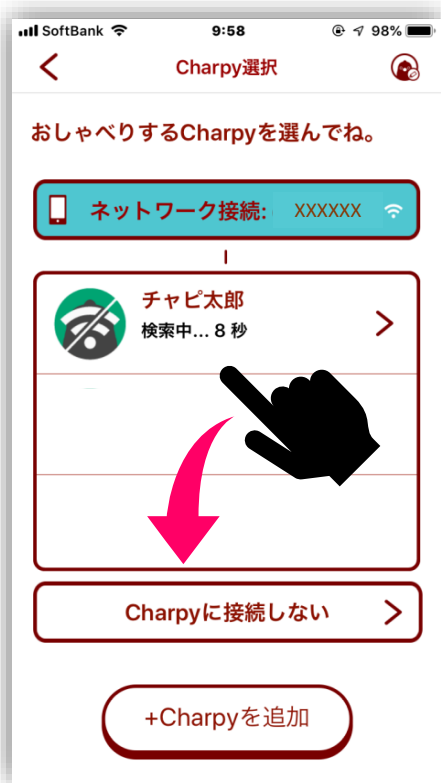 SoftBank 9:58 98%
Charpy選択
おしゃべりするCharpyを選んでね。
ネットワーク接続: XXXXXX
チャピ太郎
検索中... 8 秒
Charpyに接続しない
+Charpyを追加